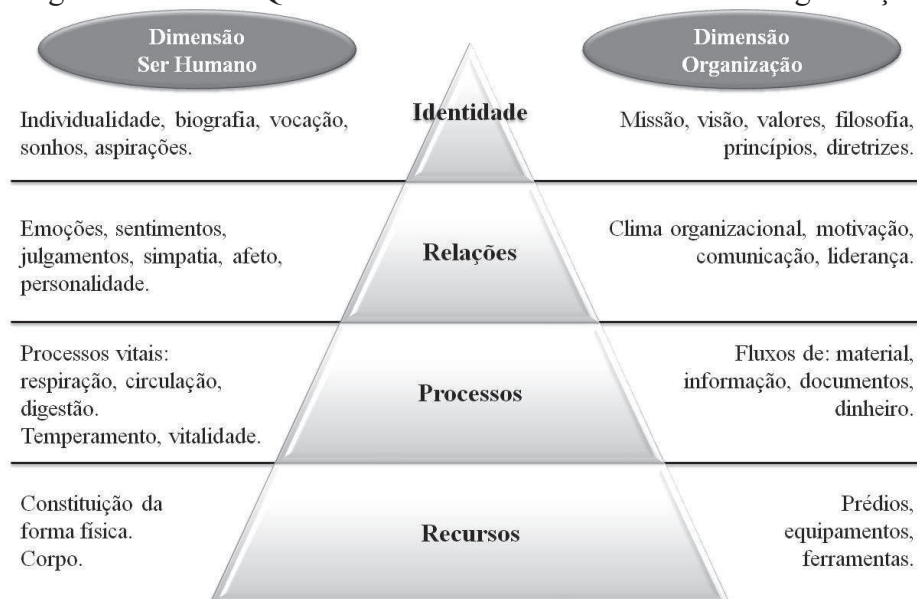 Dimensão
Ser Humano
Dimensão
Organização
Individualidade, biografia, vocação,
sonhos, aspirações.
Identidade
Missão, visão, valores, filosofia,
princípios, diretrizes.
Emoções, sentimentos,
julgamentos, simpatia, afeto,
personalidade.
Relações
Clima organizacional, motivação,
comunicação, liderança.
Processos vitais:
respiração, circulação,
digestão.
Temperamento, vitalidade.
Processos
Fluxos de: material,
informação, documentos,
dinheiro.
Constituição da
forma física.
Corpo.
Recursos
Prédios,
equipamentos,
ferramentas.